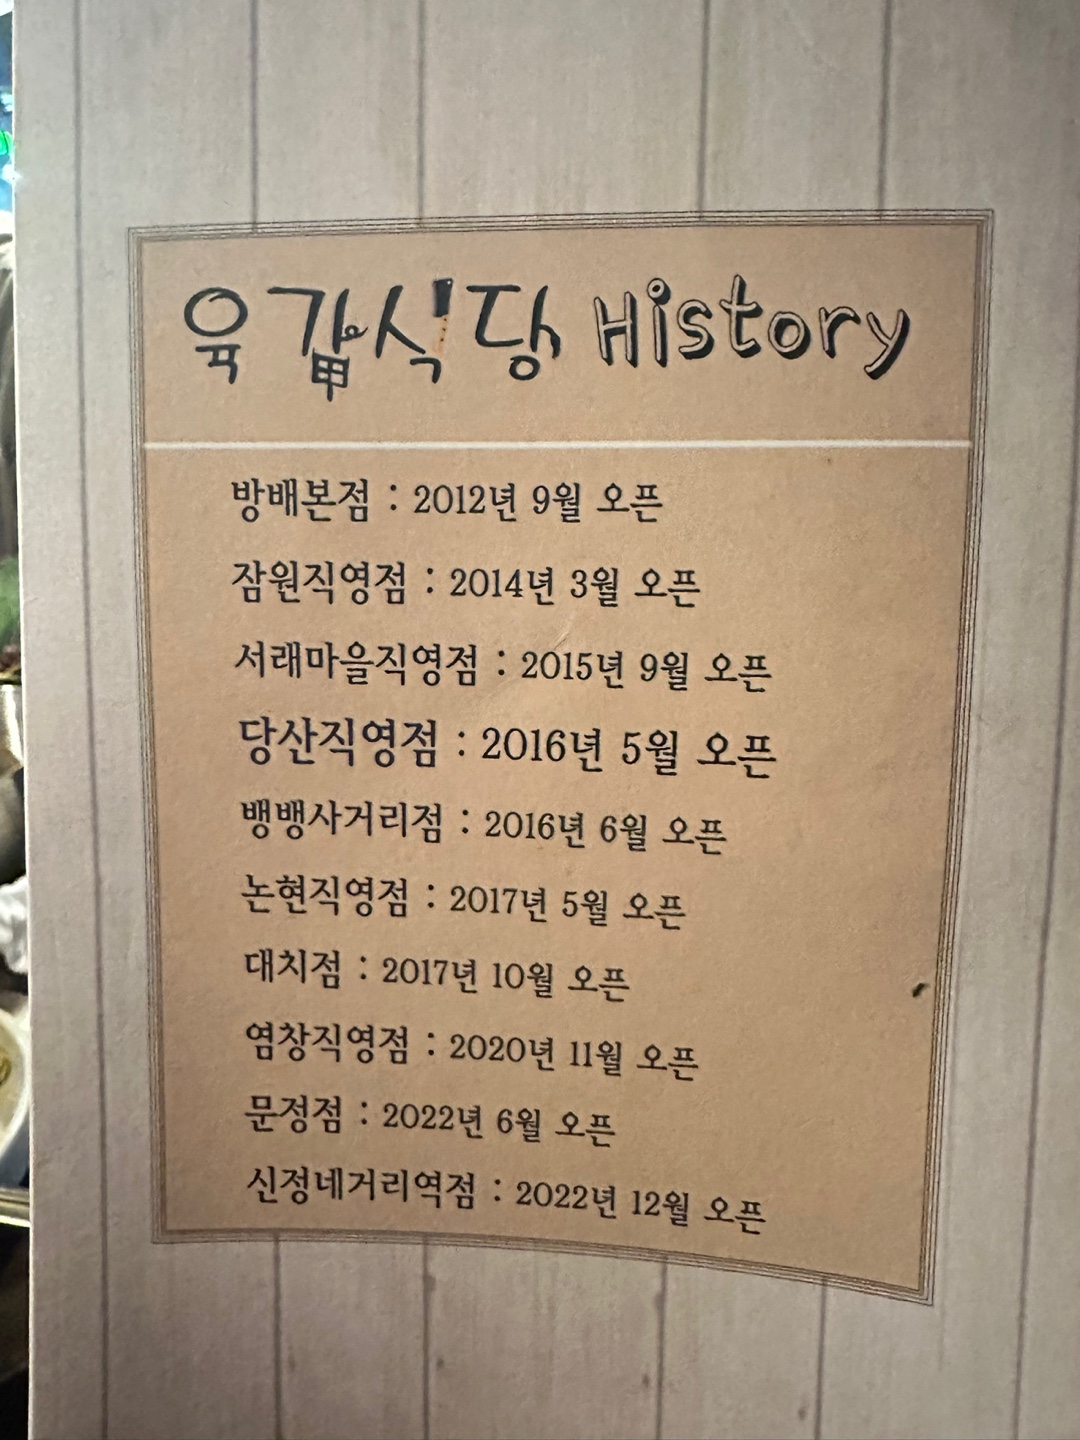 육갑식당 History
甲
방배본점 : 2012년 9월 오픈
잠원직영점 : 2014년 3월 오픈
서래마을직영점 : 2015년 9월 오픈
당산직영점 : 2016년 5월 오픈
뱅뱅사거리점 : 2016년 6월 오픈
논현직영점 : 2017년 5월 오픈
대치점 : 2017년 10월 오픈
염창직영점 : 2020년 11월 오픈
문정점 : 2022년 6월 오픈
신정네거리역점 : 2022년 12월 오픈